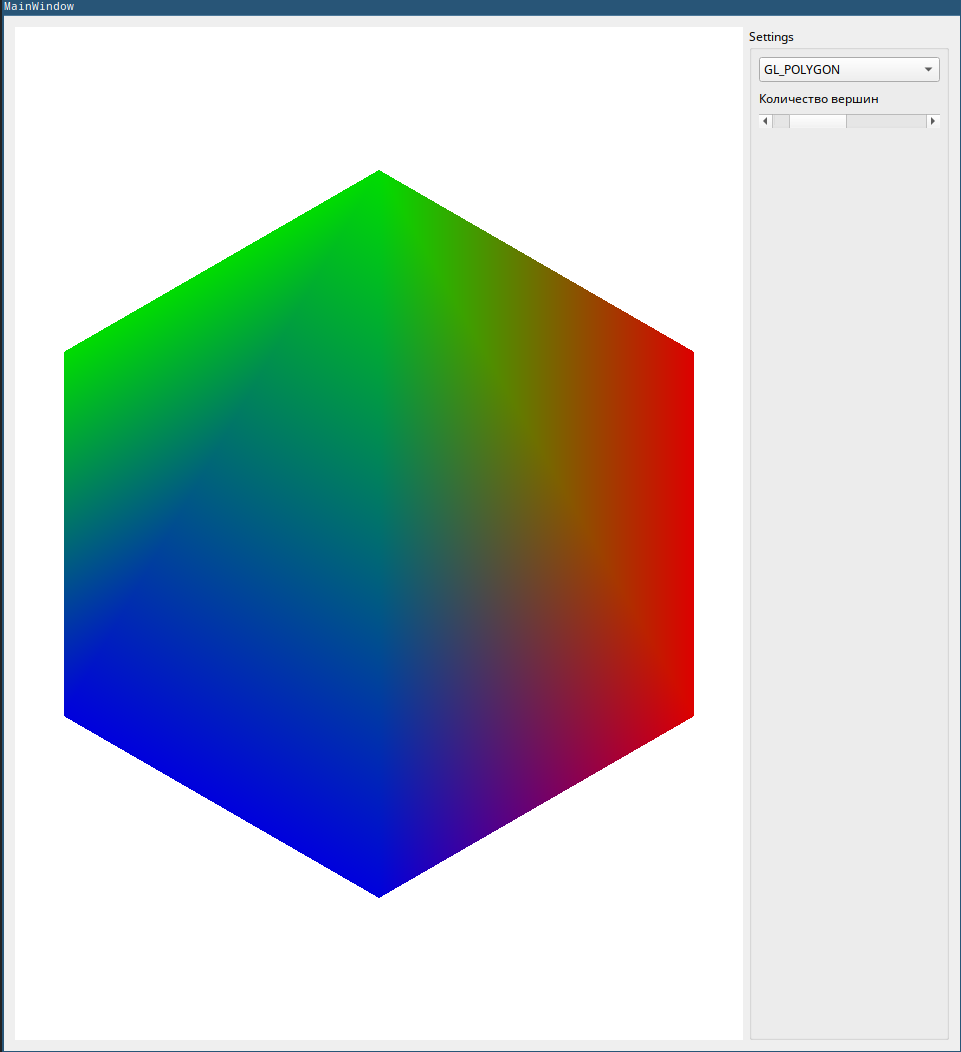 MainWindow
Settings
GL_POLYGON
Количество вершин